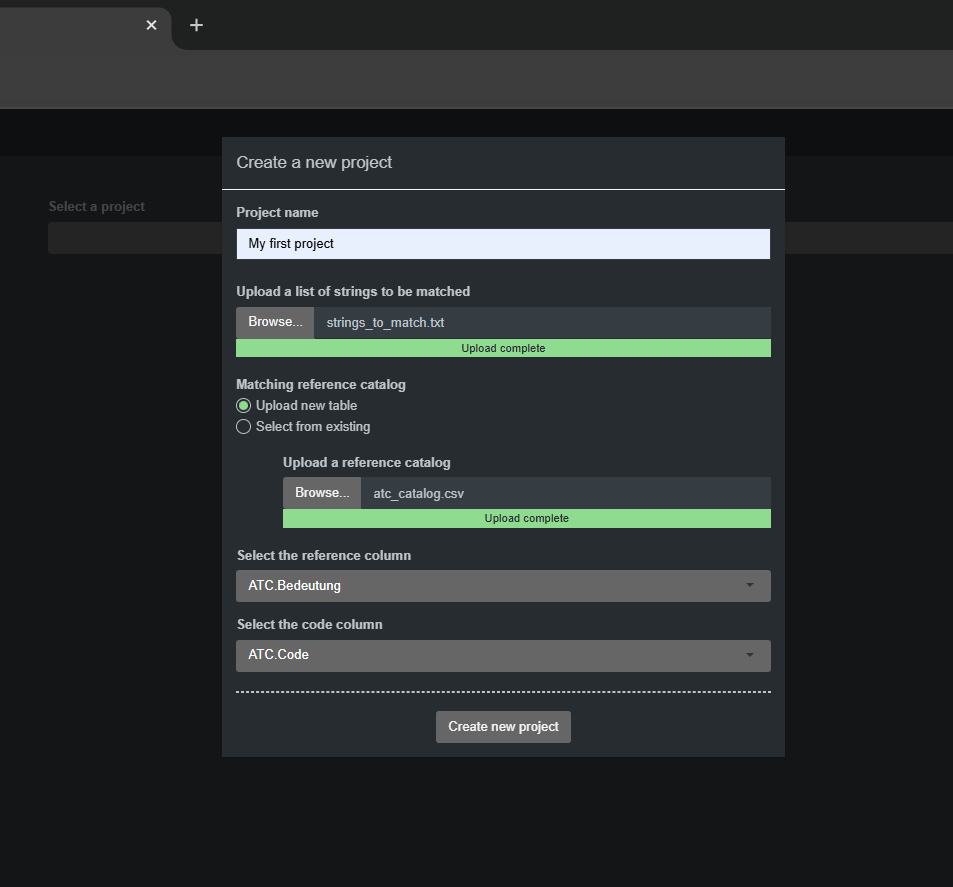 Create a new project
Select a project
Project name
My first project
Upload a list of strings to be matched
Browse... strings_to_match.txt
Upload complete
Matching reference catalog
Upload new table
Select from existing
Upload a reference catalog
Browse... atc_catalog.csv
Upload complete
Select the reference column
ATC.Bedeutung
Select the code column
ATC.Code
Create new project